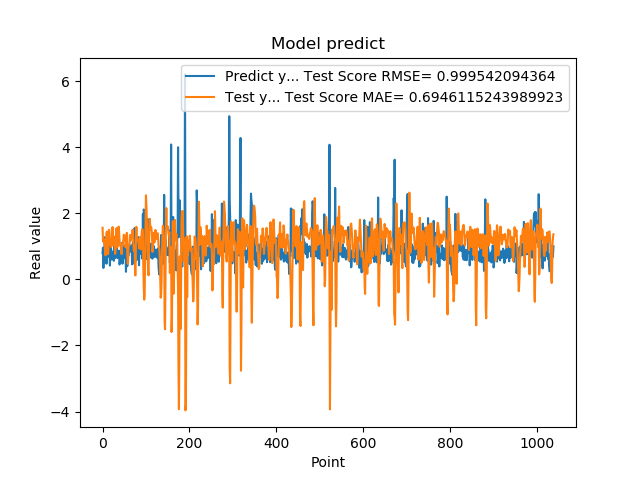 Model predict
Predict y... Test Score RMSE= 0.999542094364
Test y... Test Score MAE= 0.6946115243989923
Real value
6
4
2
0
−2
−4
0 200 400 600 800 1000
Point